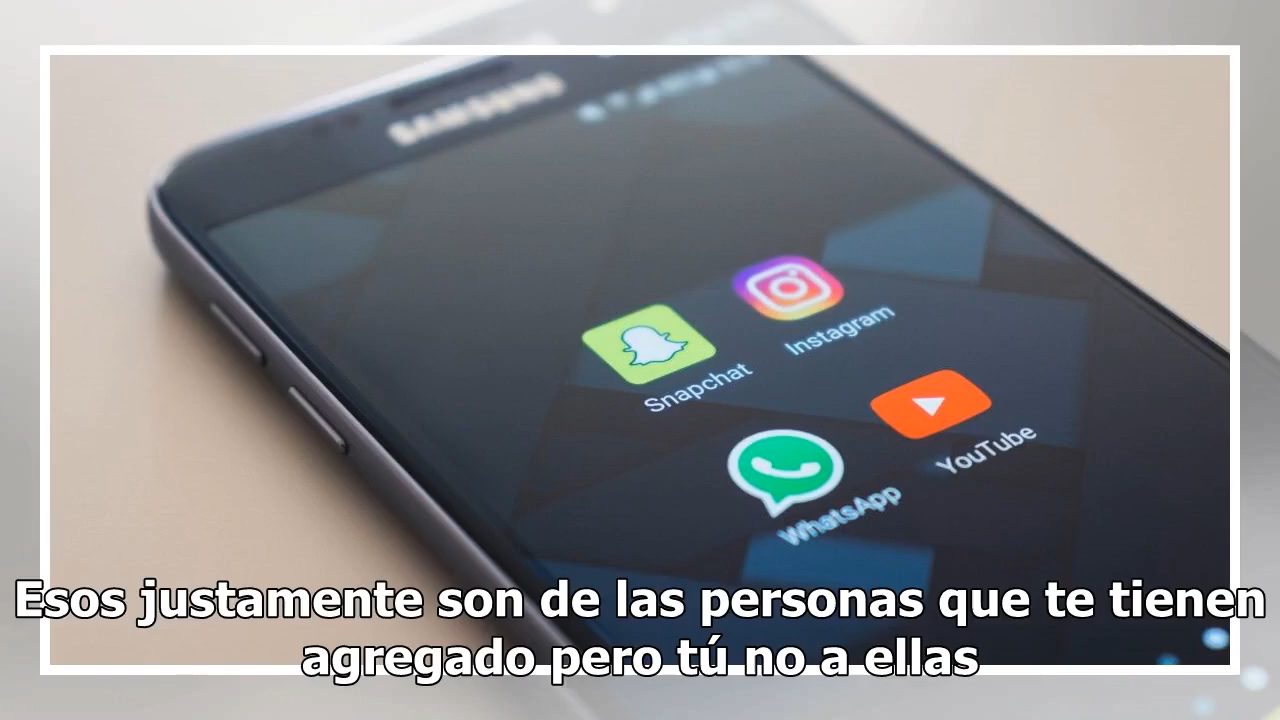 SAMSUNG
Instagram
Snapchat
YouTube
WhatsApp
Esos justamente son de las personas que te tienen
agregado pero tú no a ellas